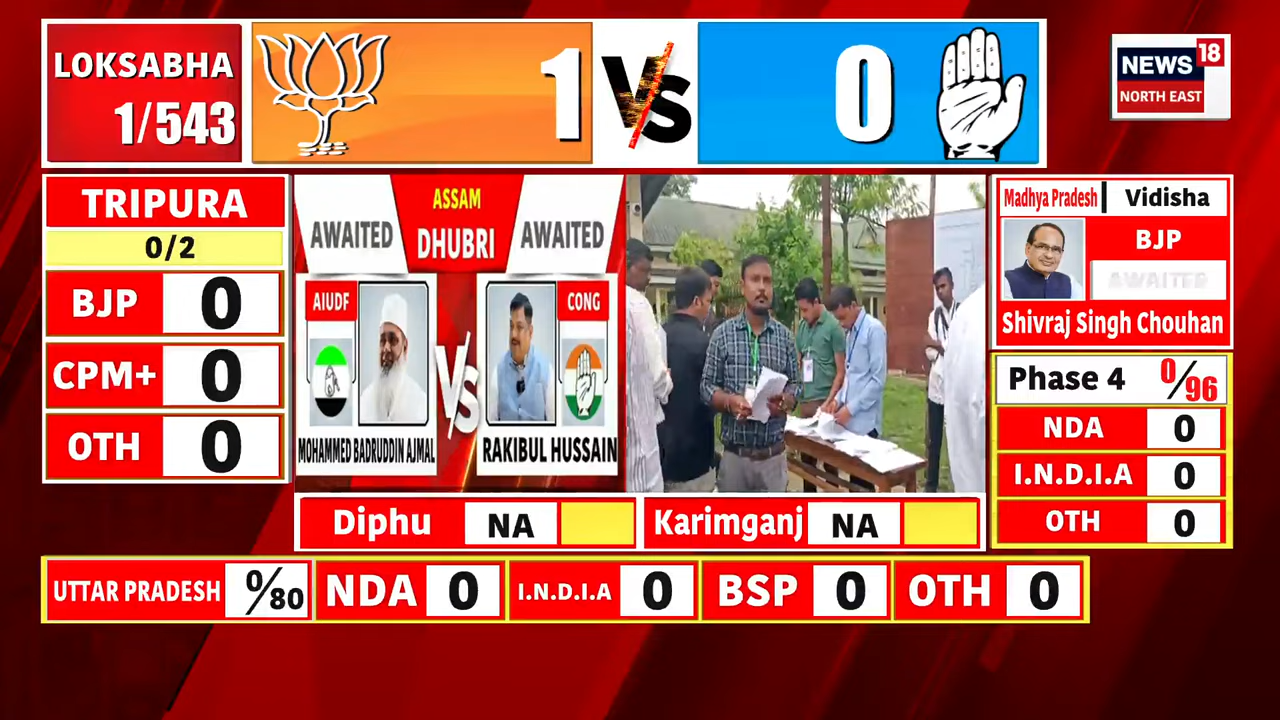 LOKSABHA
1/543
1
VS
0
NEWS 18
NORTH EAST
TRIPURA
0/2
BJP 0
CPM+ 0
OTH 0
AWAITED
ASSAM
DHUBRI
AWAITED
AIUDF
VS
CONG
MOHAMMED BADRUDDIN AJMAL
RAKIBUL HUSSAIN
Madhya Pradesh | Vidisha
BJP
AWAITED
Shivraj Singh Chouhan
Phase 4 0/96
NDA 0
I.N.D.I.A 0
OTH 0
Diphu NA
Karimganj NA
UTTAR PRADESH 0/80 NDA 0 I.N.D.I.A 0 BSP 0 OTH 0